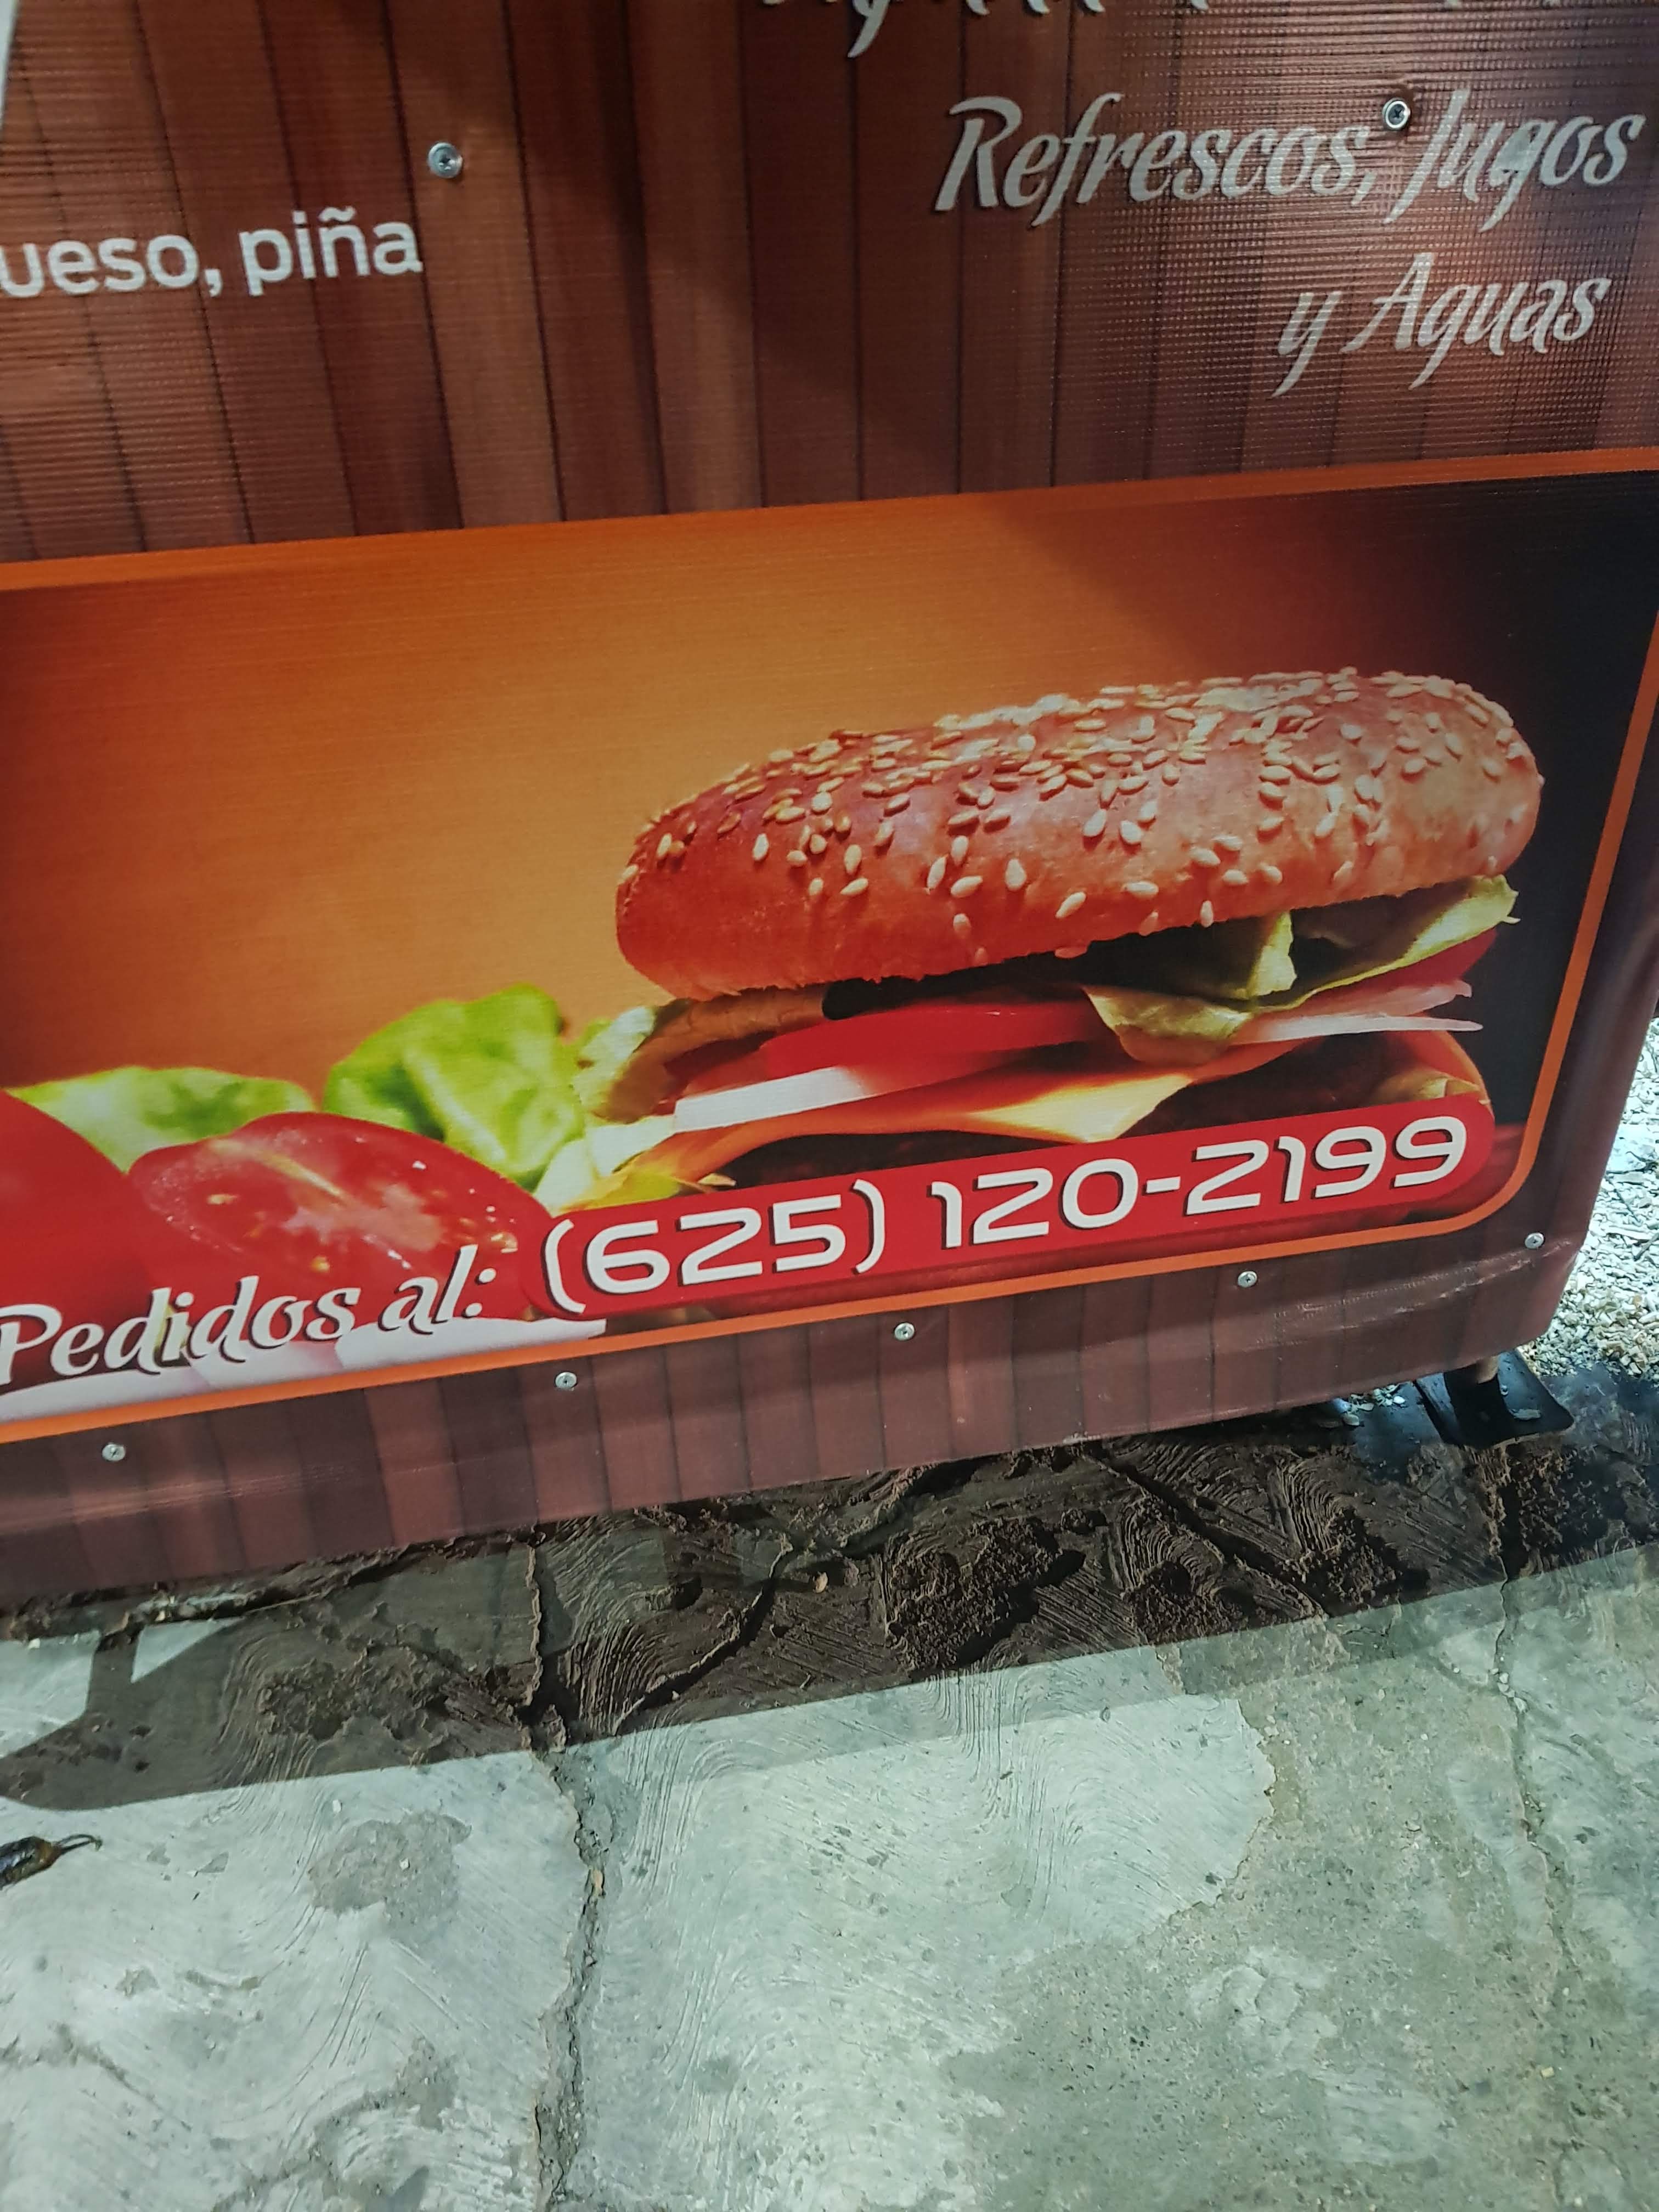 Refrescos, Jugos
y Aguas
ueso, piña
Pedidos al: (625) 120-2199